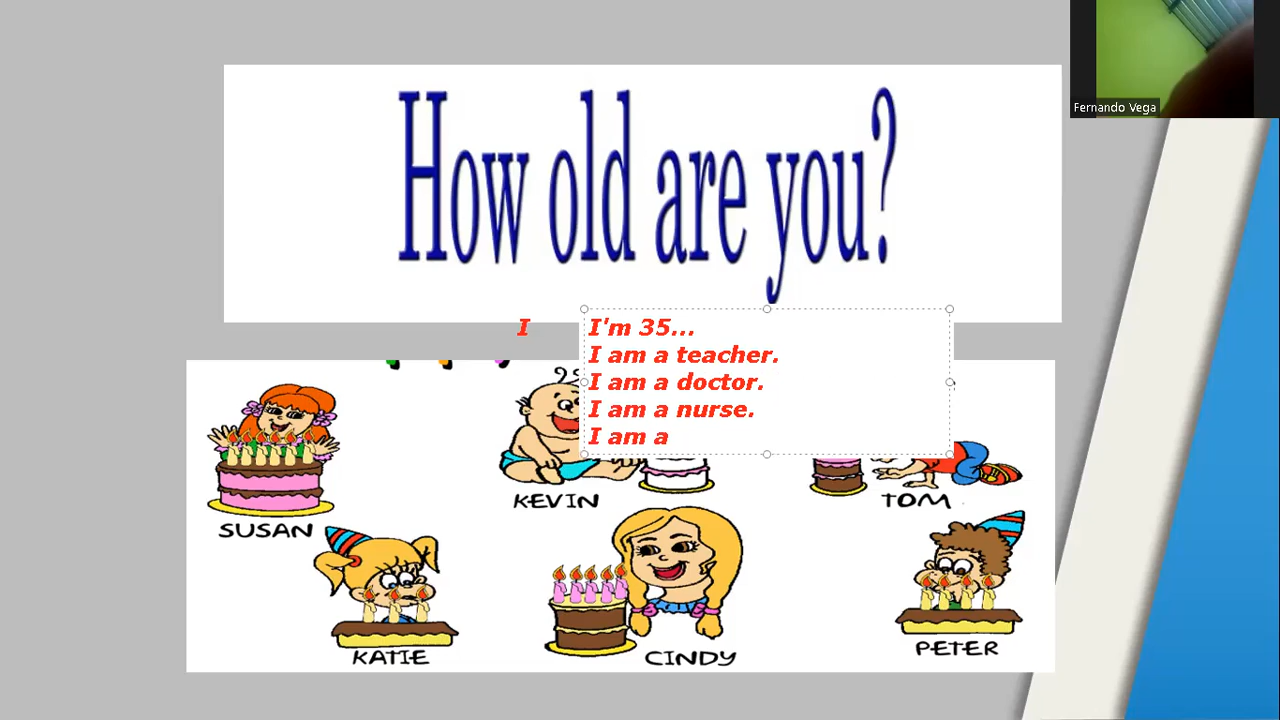 Fernando Vega
How old are you?
I
I'm 35...
I am a teacher.
I am a doctor.
I am a nurse.
I am a
SUSAN
KEVIN
TOM
KATIE
CINDY
PETER